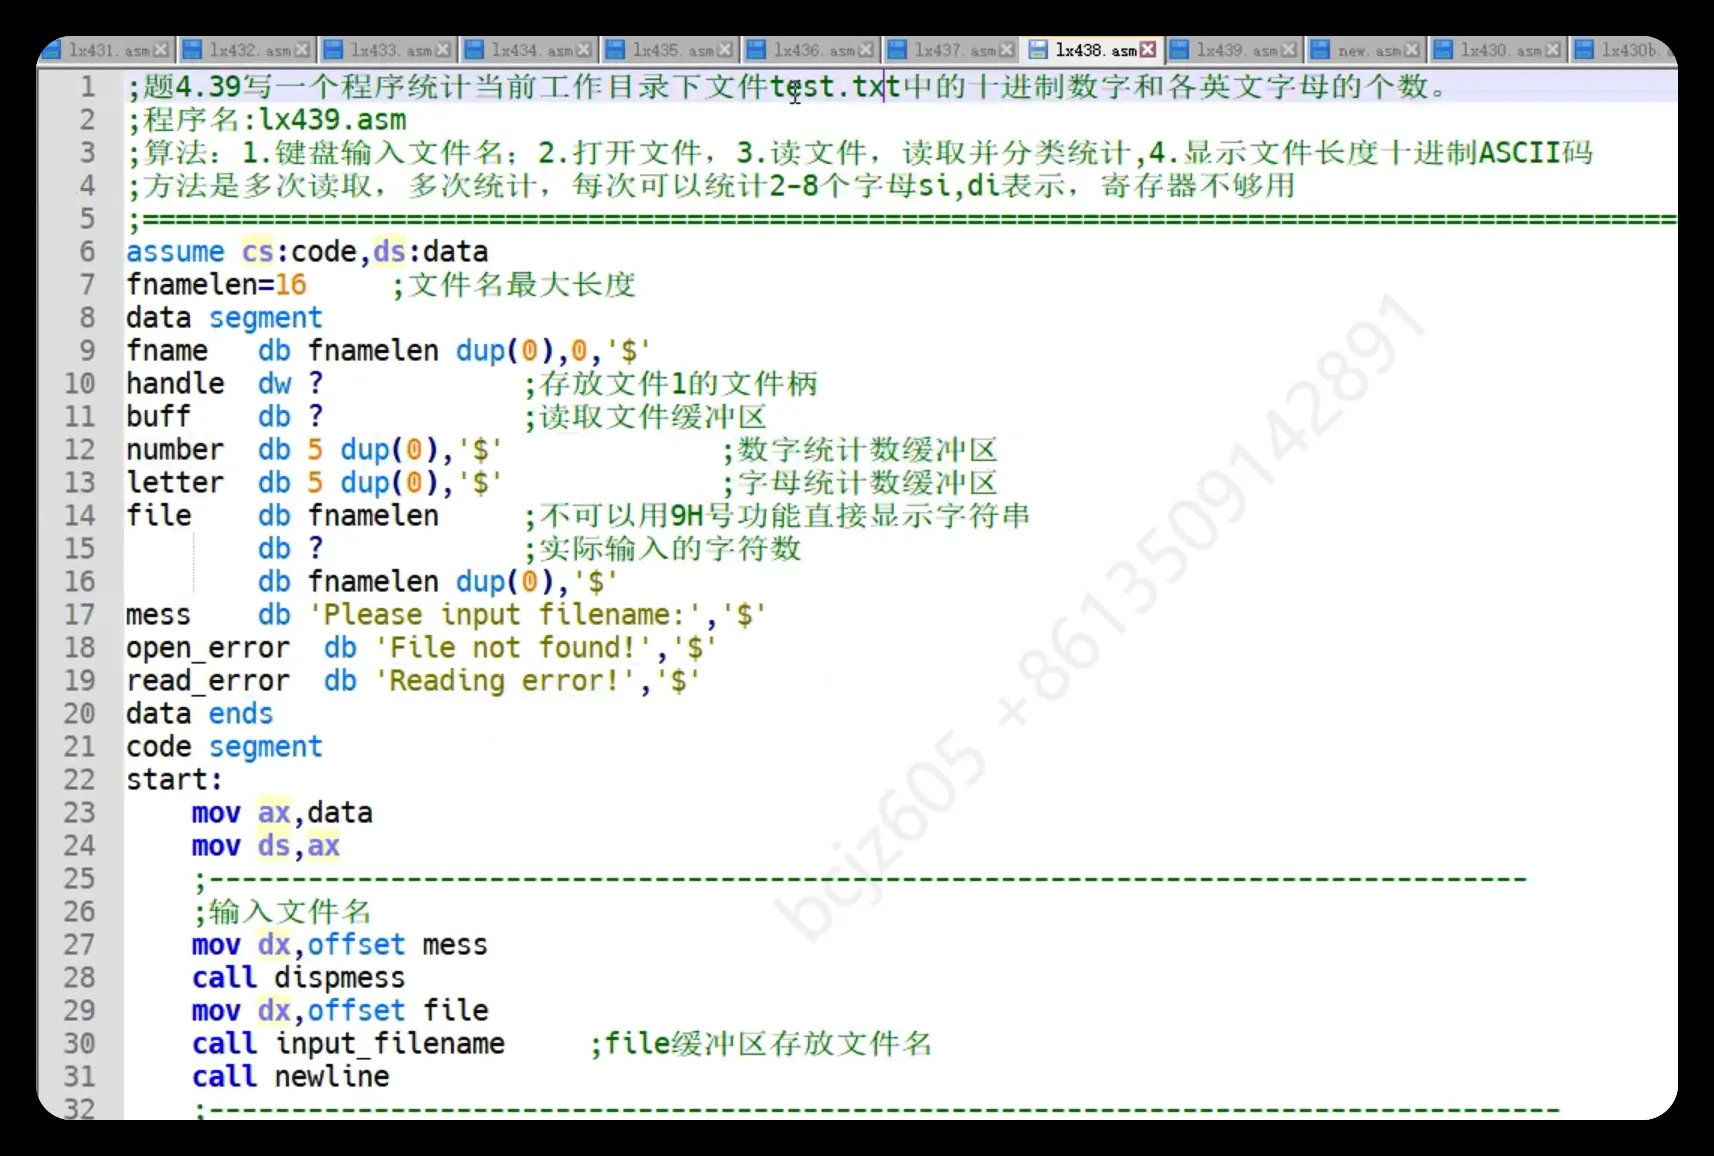 lx431.asm lx432.asm lx433.asm lx434.asm lx435.asm lx436.asm lx437.asm lx438.asm lx439.asm new.asm lx430.asm lx430b.
1 ;题4.39写一个程序统计当前工作目录下文件test.txt中的十进制数字和各英文字母的个数。
2 ;程序名:lx439.asm
3 ;算法：1.键盘输入文件名；2.打开文件，3.读文件，读取并分类统计,4.显示文件长度十进制ASCII码
4 ;方法是多次读取，多次统计，每次可以统计2-8个字母si,di表示，寄存器不够用
5 ;==============================================================================================
6 assume cs:code,ds:data
7 fnamelen=16 ;文件名最大长度
8 data segment
9 fname db fnamelen dup(0),0,'$'
10 handle dw ? ;存放文件1的文件柄
11 buff db ? ;读取文件缓冲区
12 number db 5 dup(0),'$' ;数字统计数缓冲区
13 letter db 5 dup(0),'$' ;字母统计数缓冲区
14 file db fnamelen ;不可以用9H号功能直接显示字符串
15 db ? ;实际输入的字符数
16 db fnamelen dup(0),'$'
17 mess db 'Please input filename:','$'
18 open_error db 'File not found!','$'
19 read_error db 'Reading error!','$'
20 data ends
21 code segment
22 start:
23 mov ax,data
24 mov ds,ax
25 ;--------------------------------------------------------------------------------
26 ;输入文件名
27 mov dx,offset mess
28 call dispmess
29 mov dx,offset file
30 call input_filename ;file缓冲区存放文件名
31 call newline
32 ;----------------------------------------------------------------------------------
bcjz605 +8613509142891